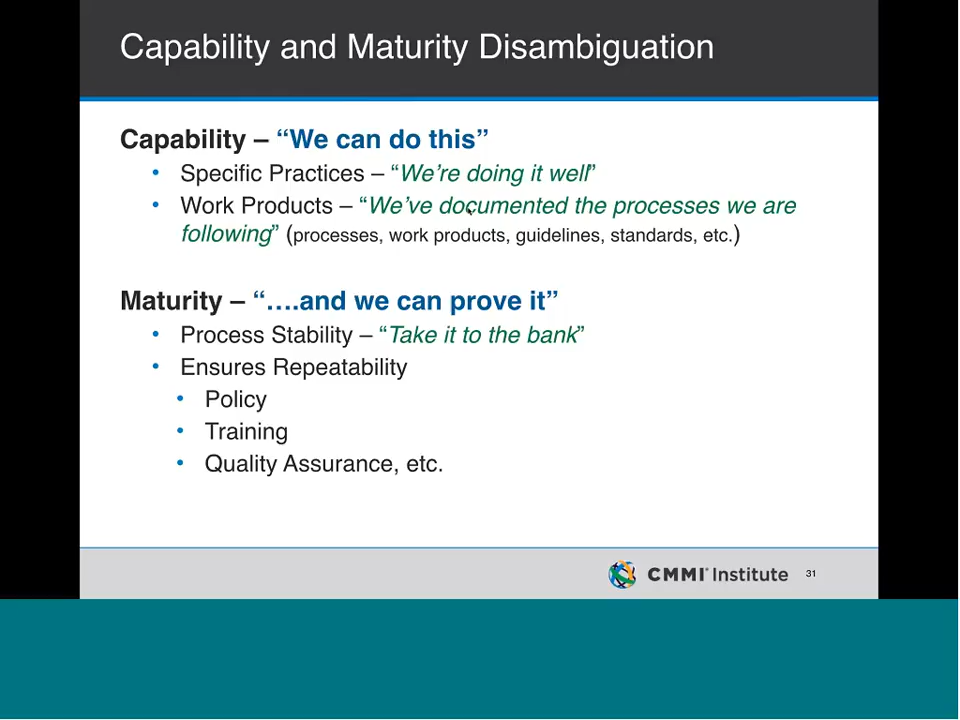 Capability and Maturity Disambiguation
Capability – “We can do this”
• Specific Practices – “We’re doing it well”
• Work Products – “We’ve documented the processes we are
following” (processes, work products, guidelines, standards, etc.)
Maturity – “….and we can prove it”
• Process Stability – “Take it to the bank”
• Ensures Repeatability
• Policy
• Training
• Quality Assurance, etc.
CMMI® Institute 31